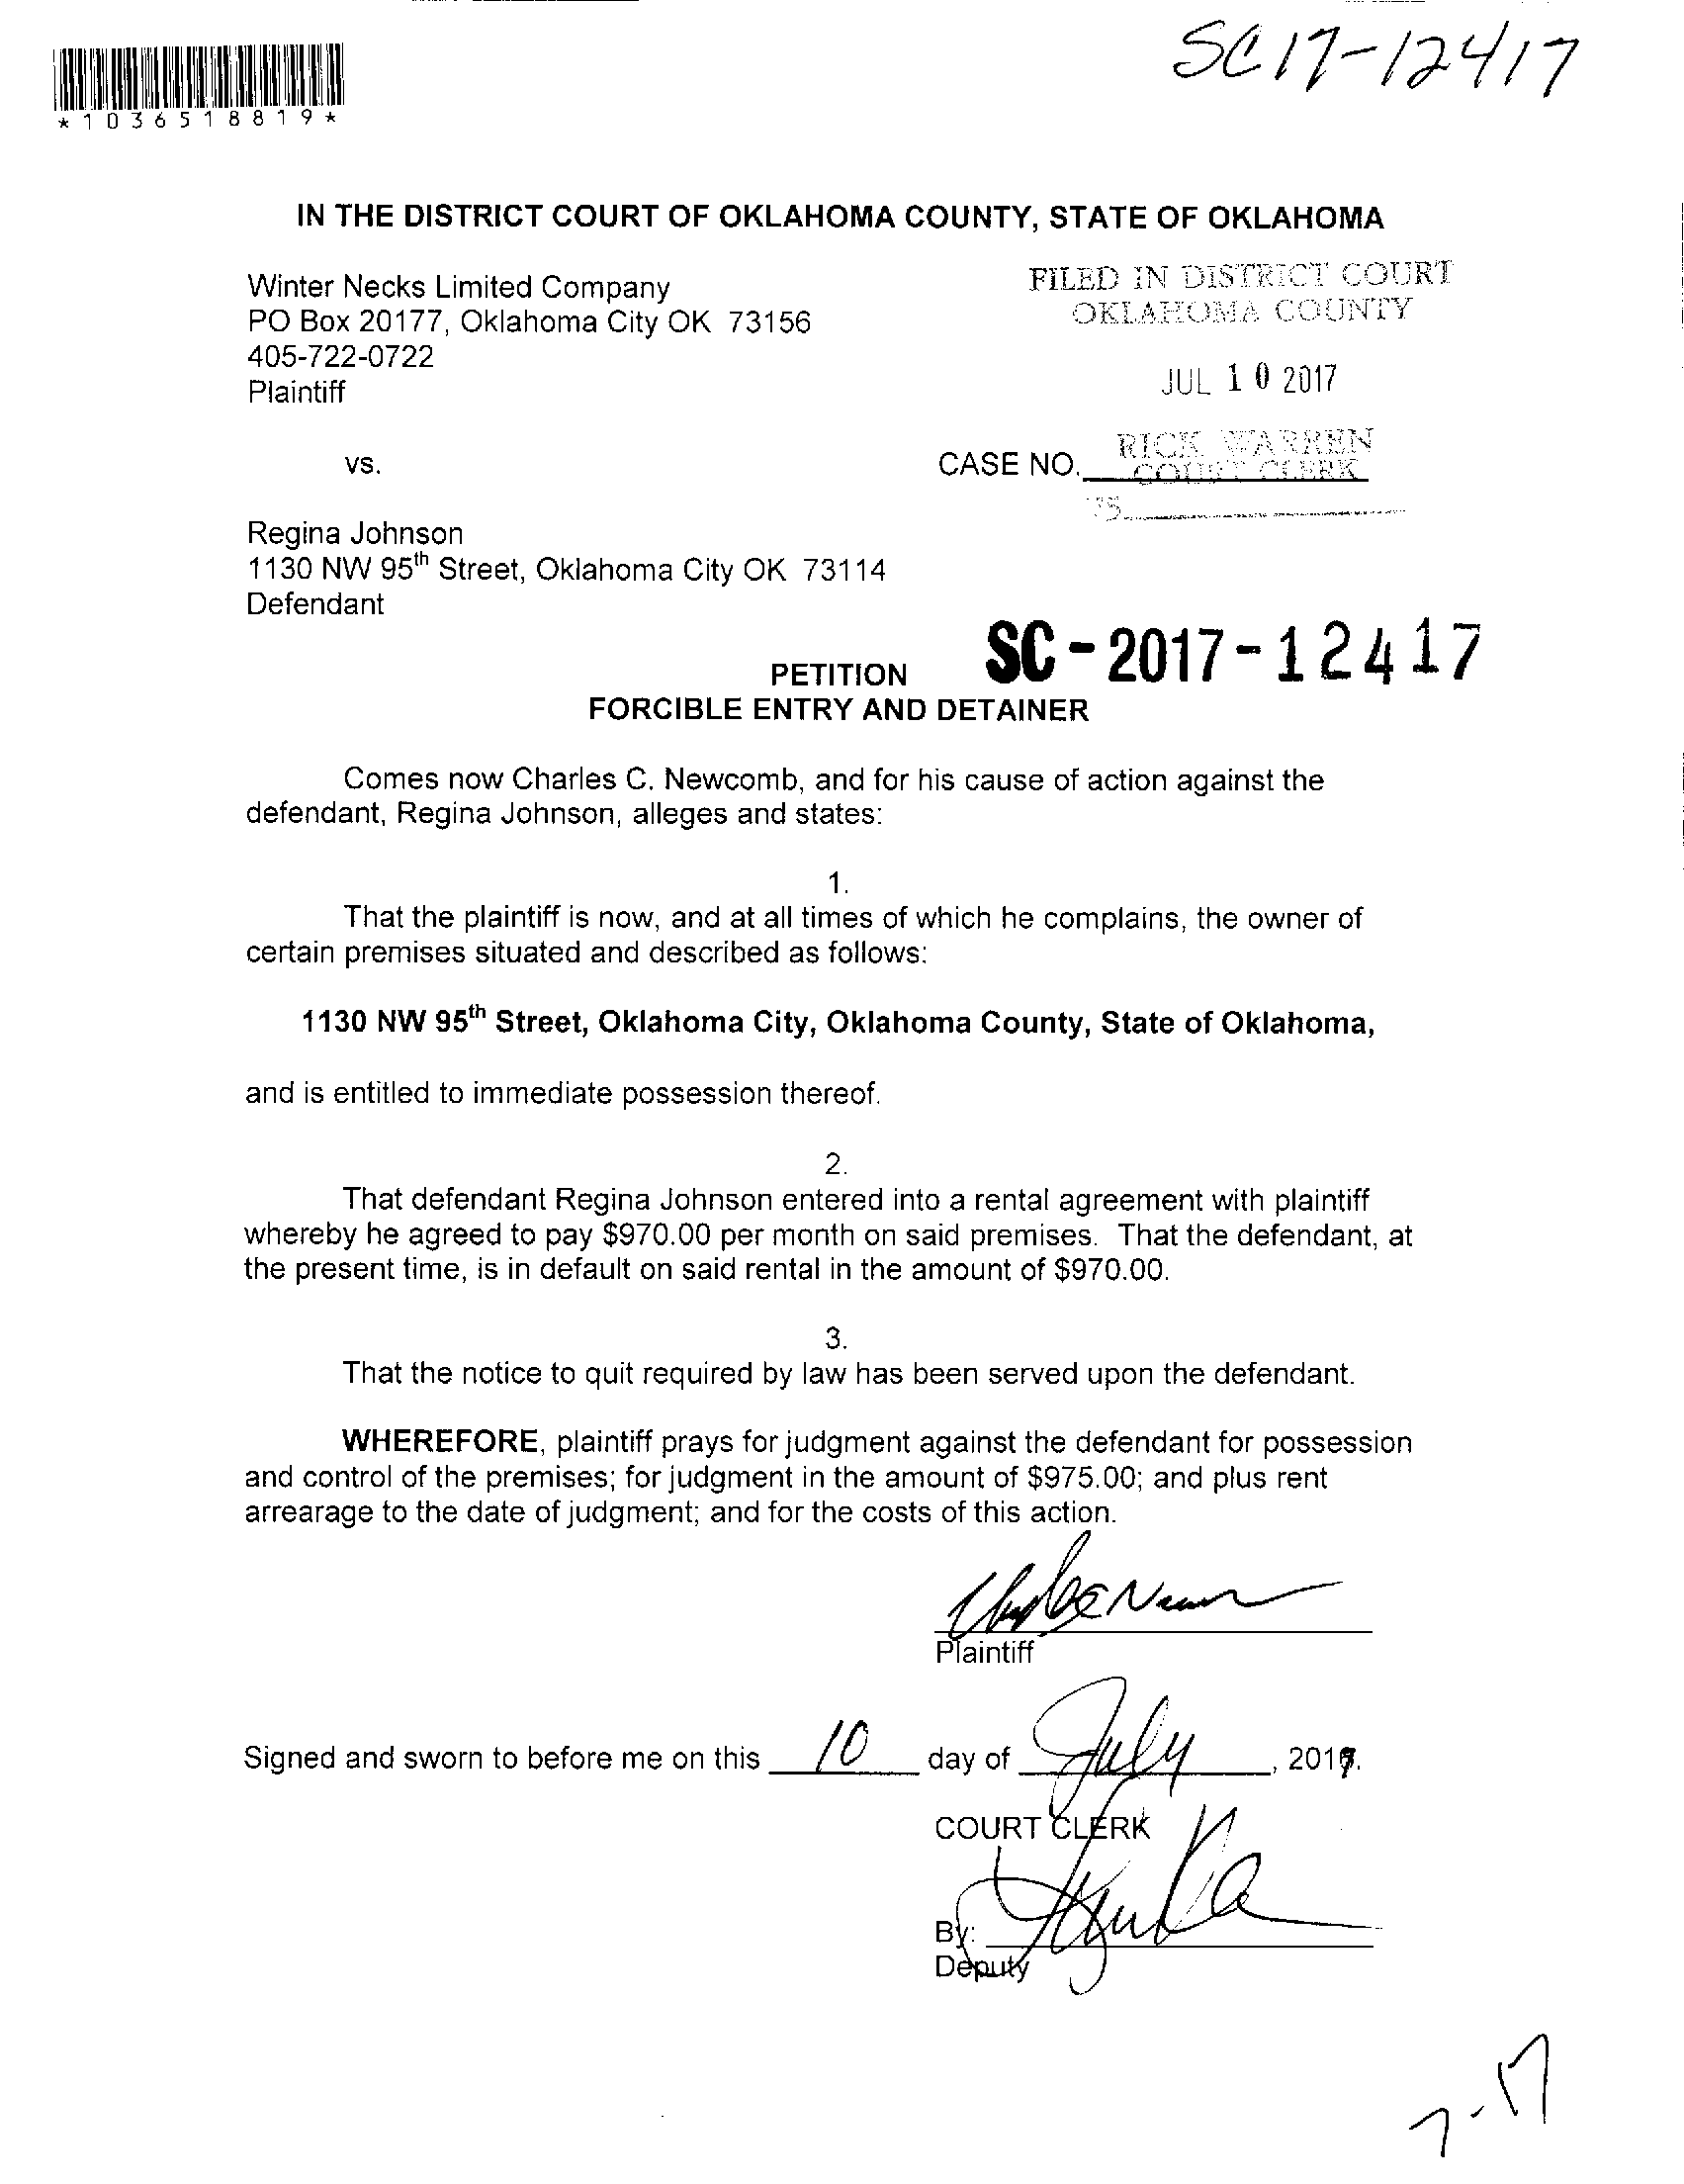 SC17-12417
*1036518819*
IN THE DISTRICT COURT OF OKLAHOMA COUNTY, STATE OF OKLAHOMA
Winter Necks Limited Company
PO Box 20177, Oklahoma City OK 73156
405-722-0722
Plaintiff
FILED IN DISTRICT COURT
OKLAHOMA COUNTY
JUL 10 2017
RICK WARREN
COURT CLERK
vs.
CASE NO.
Regina Johnson
1130 NW 95th Street, Oklahoma City OK 73114
Defendant
SC-2017-12417
PETITION
FORCIBLE ENTRY AND DETAINER
Comes now Charles C. Newcomb, and for his cause of action against the
defendant, Regina Johnson, alleges and states:
1.
That the plaintiff is now, and at all times of which he complains, the owner of
certain premises situated and described as follows:
1130 NW 95th Street, Oklahoma City, Oklahoma County, State of Oklahoma,
and is entitled to immediate possession thereof.
2.
That defendant Regina Johnson entered into a rental agreement with plaintiff
whereby he agreed to pay $970.00 per month on said premises. That the defendant, at
the present time, is in default on said rental in the amount of $970.00.
3.
That the notice to quit required by law has been served upon the defendant.
WHEREFORE, plaintiff prays for judgment against the defendant for possession
and control of the premises; for judgment in the amount of $975.00; and plus rent
arrearage to the date of judgment; and for the costs of this action.
Plaintiff
Signed and sworn to before me on this 10 day of July, 2017.
COURT CLERK
By:
Deputy
7-17